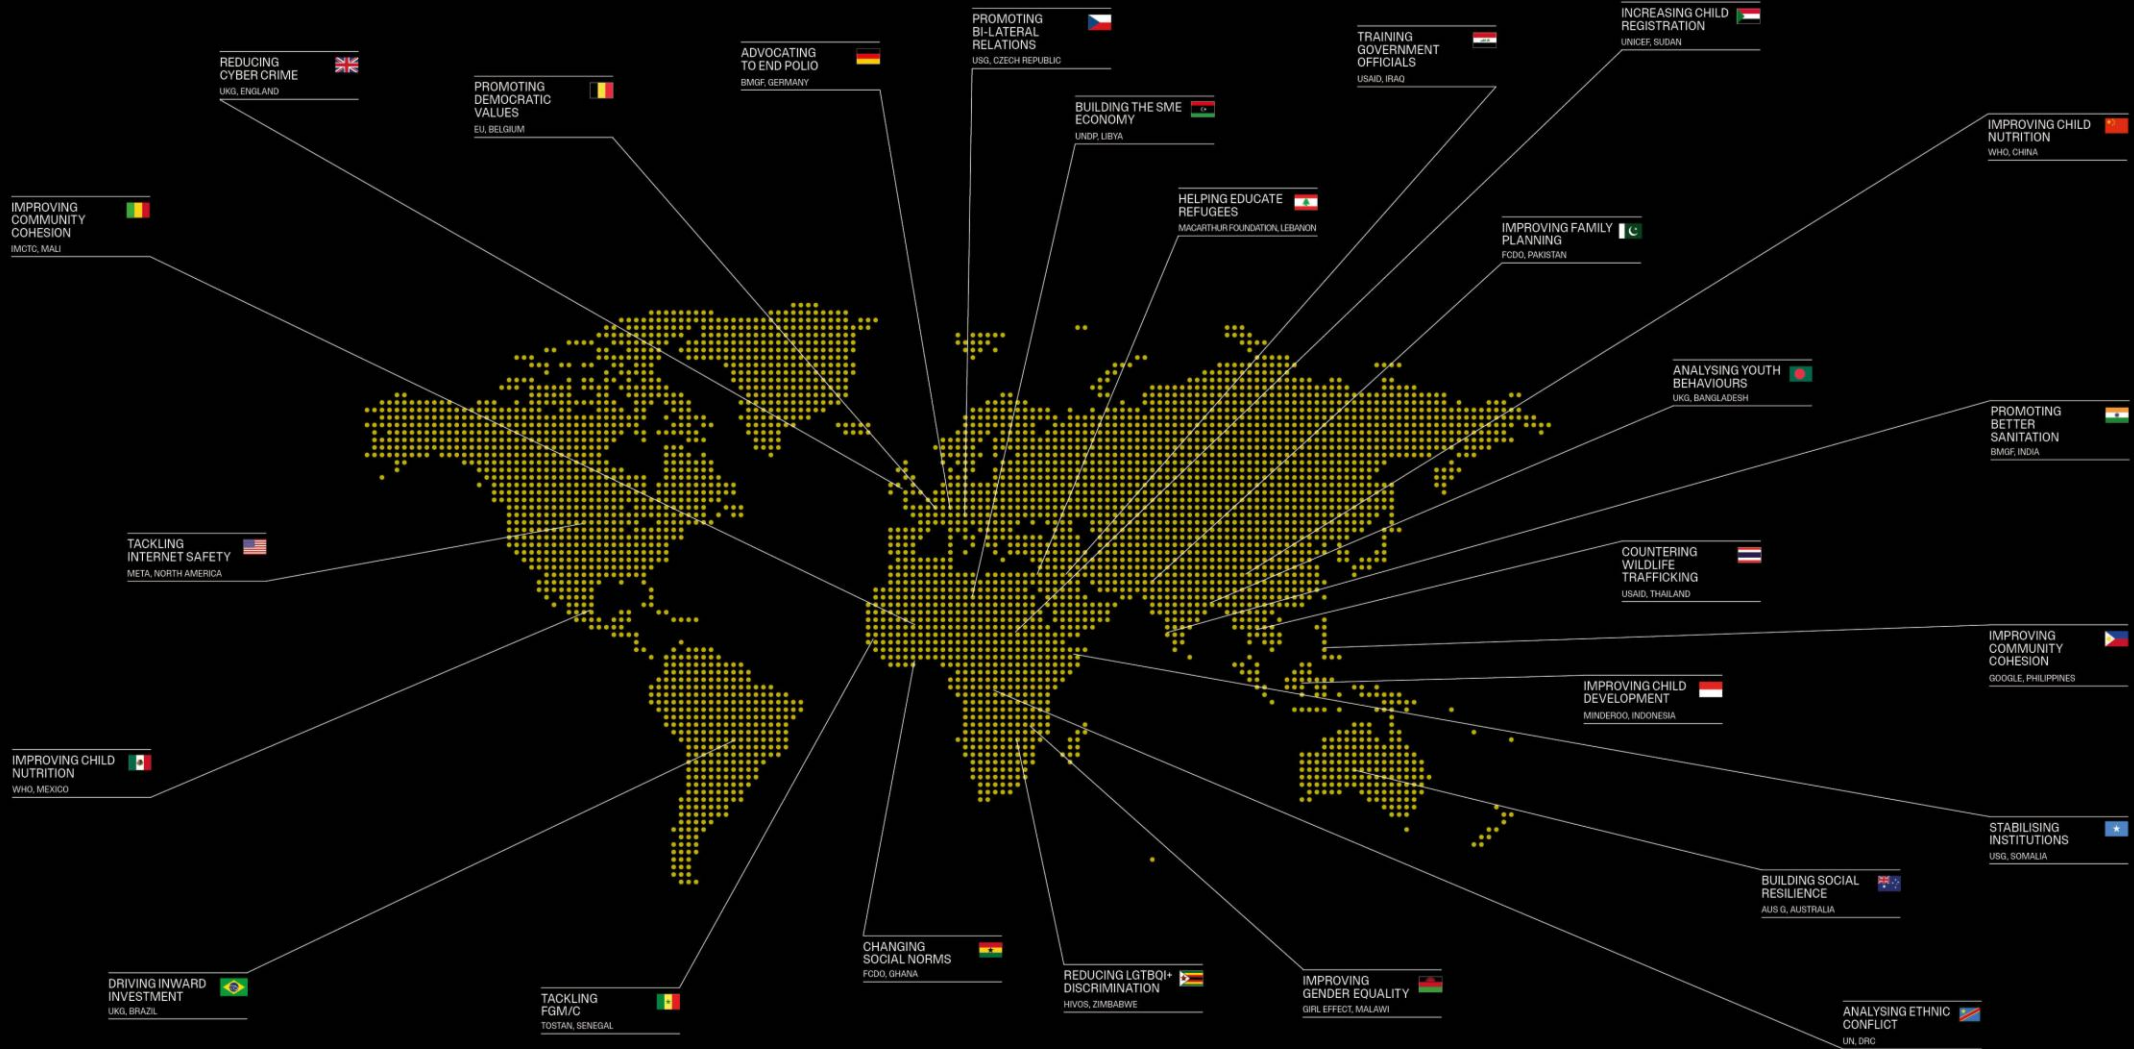 PROMOTING
BI-LATERAL
RELATIONS
USG, CZECH REPUBLIC
INCREASING CHILD
REGISTRATION
UNICEF, SUDAN
TRAINING
GOVERNMENT
OFFICIALS
USAID, IRAQ
ADVOCATING
TO END POLIO
BMGF, GERMANY
REDUCING
CYBER CRIME
UKG, ENGLAND
PROMOTING
DEMOCRATIC
VALUES
EU, BELGIUM
BUILDING THE SME
ECONOMY
UNDP, LIBYA
IMPROVING CHILD
NUTRITION
WHO, CHINA
HELPING EDUCATE
REFUGEES
MACARTHUR FOUNDATION, LEBANON
IMPROVING
COMMUNITY
COHESION
IMCTC, MALI
IMPROVING FAMILY
PLANNING
FCDO, PAKISTAN
ANALYSING YOUTH
BEHAVIOURS
UKG, BANGLADESH
PROMOTING
BETTER
SANITATION
BMGF, INDIA
TACKLING
INTERNET SAFETY
META, NORTH AMERICA
COUNTERING
WILDLIFE
TRAFFICKING
USAID, THAILAND
IMPROVING
COMMUNITY
COHESION
GOOGLE, PHILIPPINES
IMPROVING CHILD
DEVELOPMENT
MINDEROO, INDONESIA
IMPROVING CHILD
NUTRITION
WHO, MEXICO
STABILISING
INSTITUTIONS
USG, SOMALIA
BUILDING SOCIAL
RESILIENCE
AUS G, AUSTRALIA
CHANGING
SOCIAL NORMS
FCDO, GHANA
REDUCING LGTBQI+
DISCRIMINATION
HIVOS, ZIMBABWE
IMPROVING
GENDER EQUALITY
GIRL EFFECT, MALAWI
DRIVING INWARD
INVESTMENT
UKG, BRAZIL
TACKLING
FGM/C
TOSTAN, SENEGAL
ANALYSING ETHNIC
CONFLICT
UN, DRC